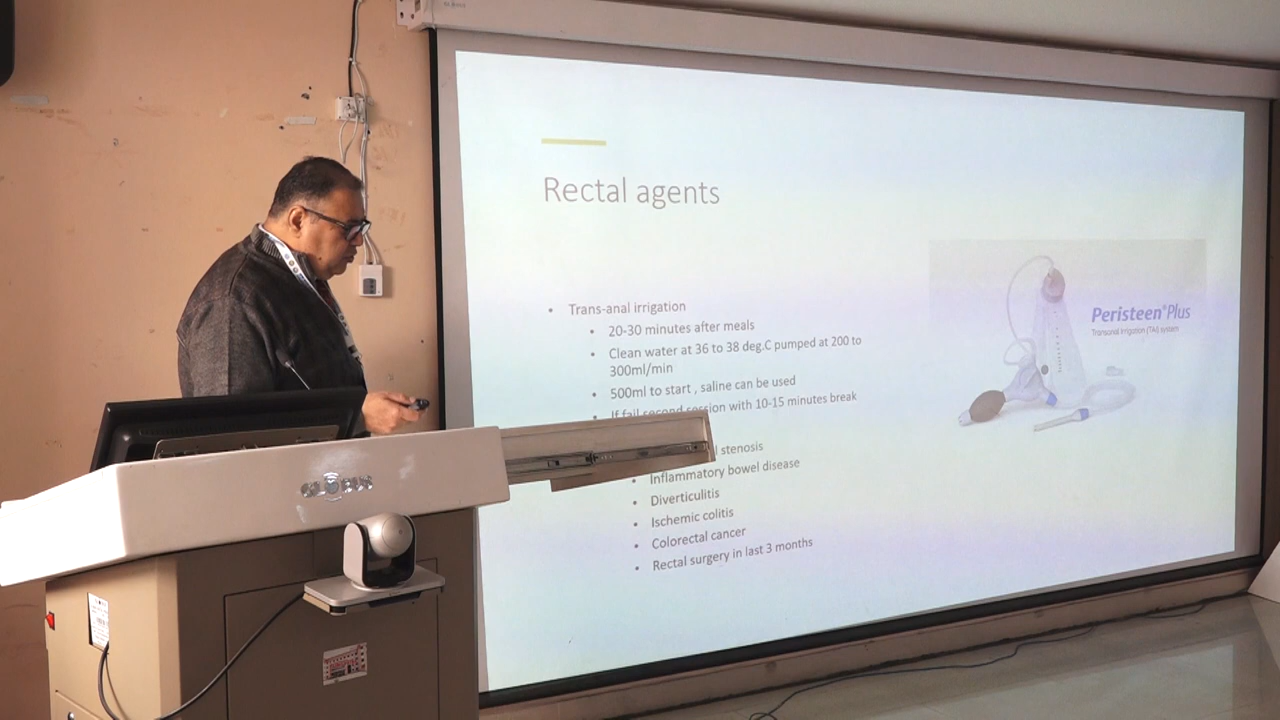 Rectal agents
• Trans-anal irrigation
• 20-30 minutes after meals
• Clean water at 36 to 38 deg.C pumped at 200 to
300ml/min
• 500ml to start , saline can be used
• If fail second session with 10-15 minutes break
stenosis
• Inflammatory bowel disease
• Diverticulitis
• Ischemic colitis
• Colorectal cancer
• Rectal surgery in last 3 months
Peristeen®Plus
Transanal Irrigation (TAI) system
GLOBUS